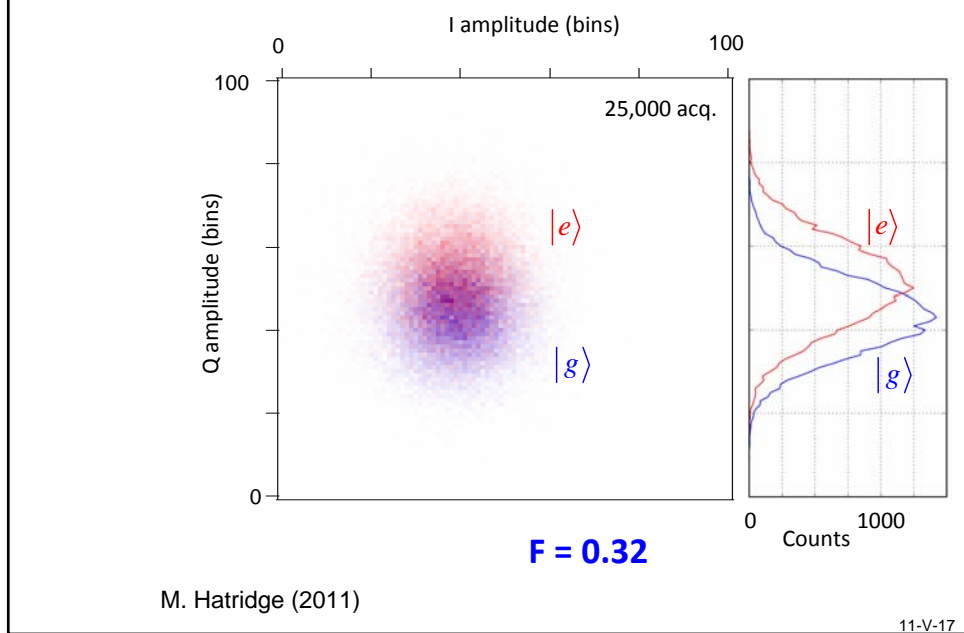 I amplitude (bins)
0
100
100
25,000 acq.
Q amplitude (bins)
|e⟩
|e⟩
|g⟩
|g⟩
0
0
1000
Counts
F = 0.32
M. Hatridge (2011)
11-V-17